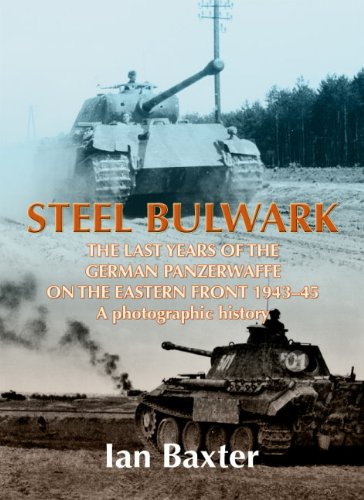 STEEL BULWARK
THE LAST YEARS OF THE
GERMAN PANZERWAFFE
ON THE EASTERN FRONT 1943–45
A photographic history
Ian Baxter